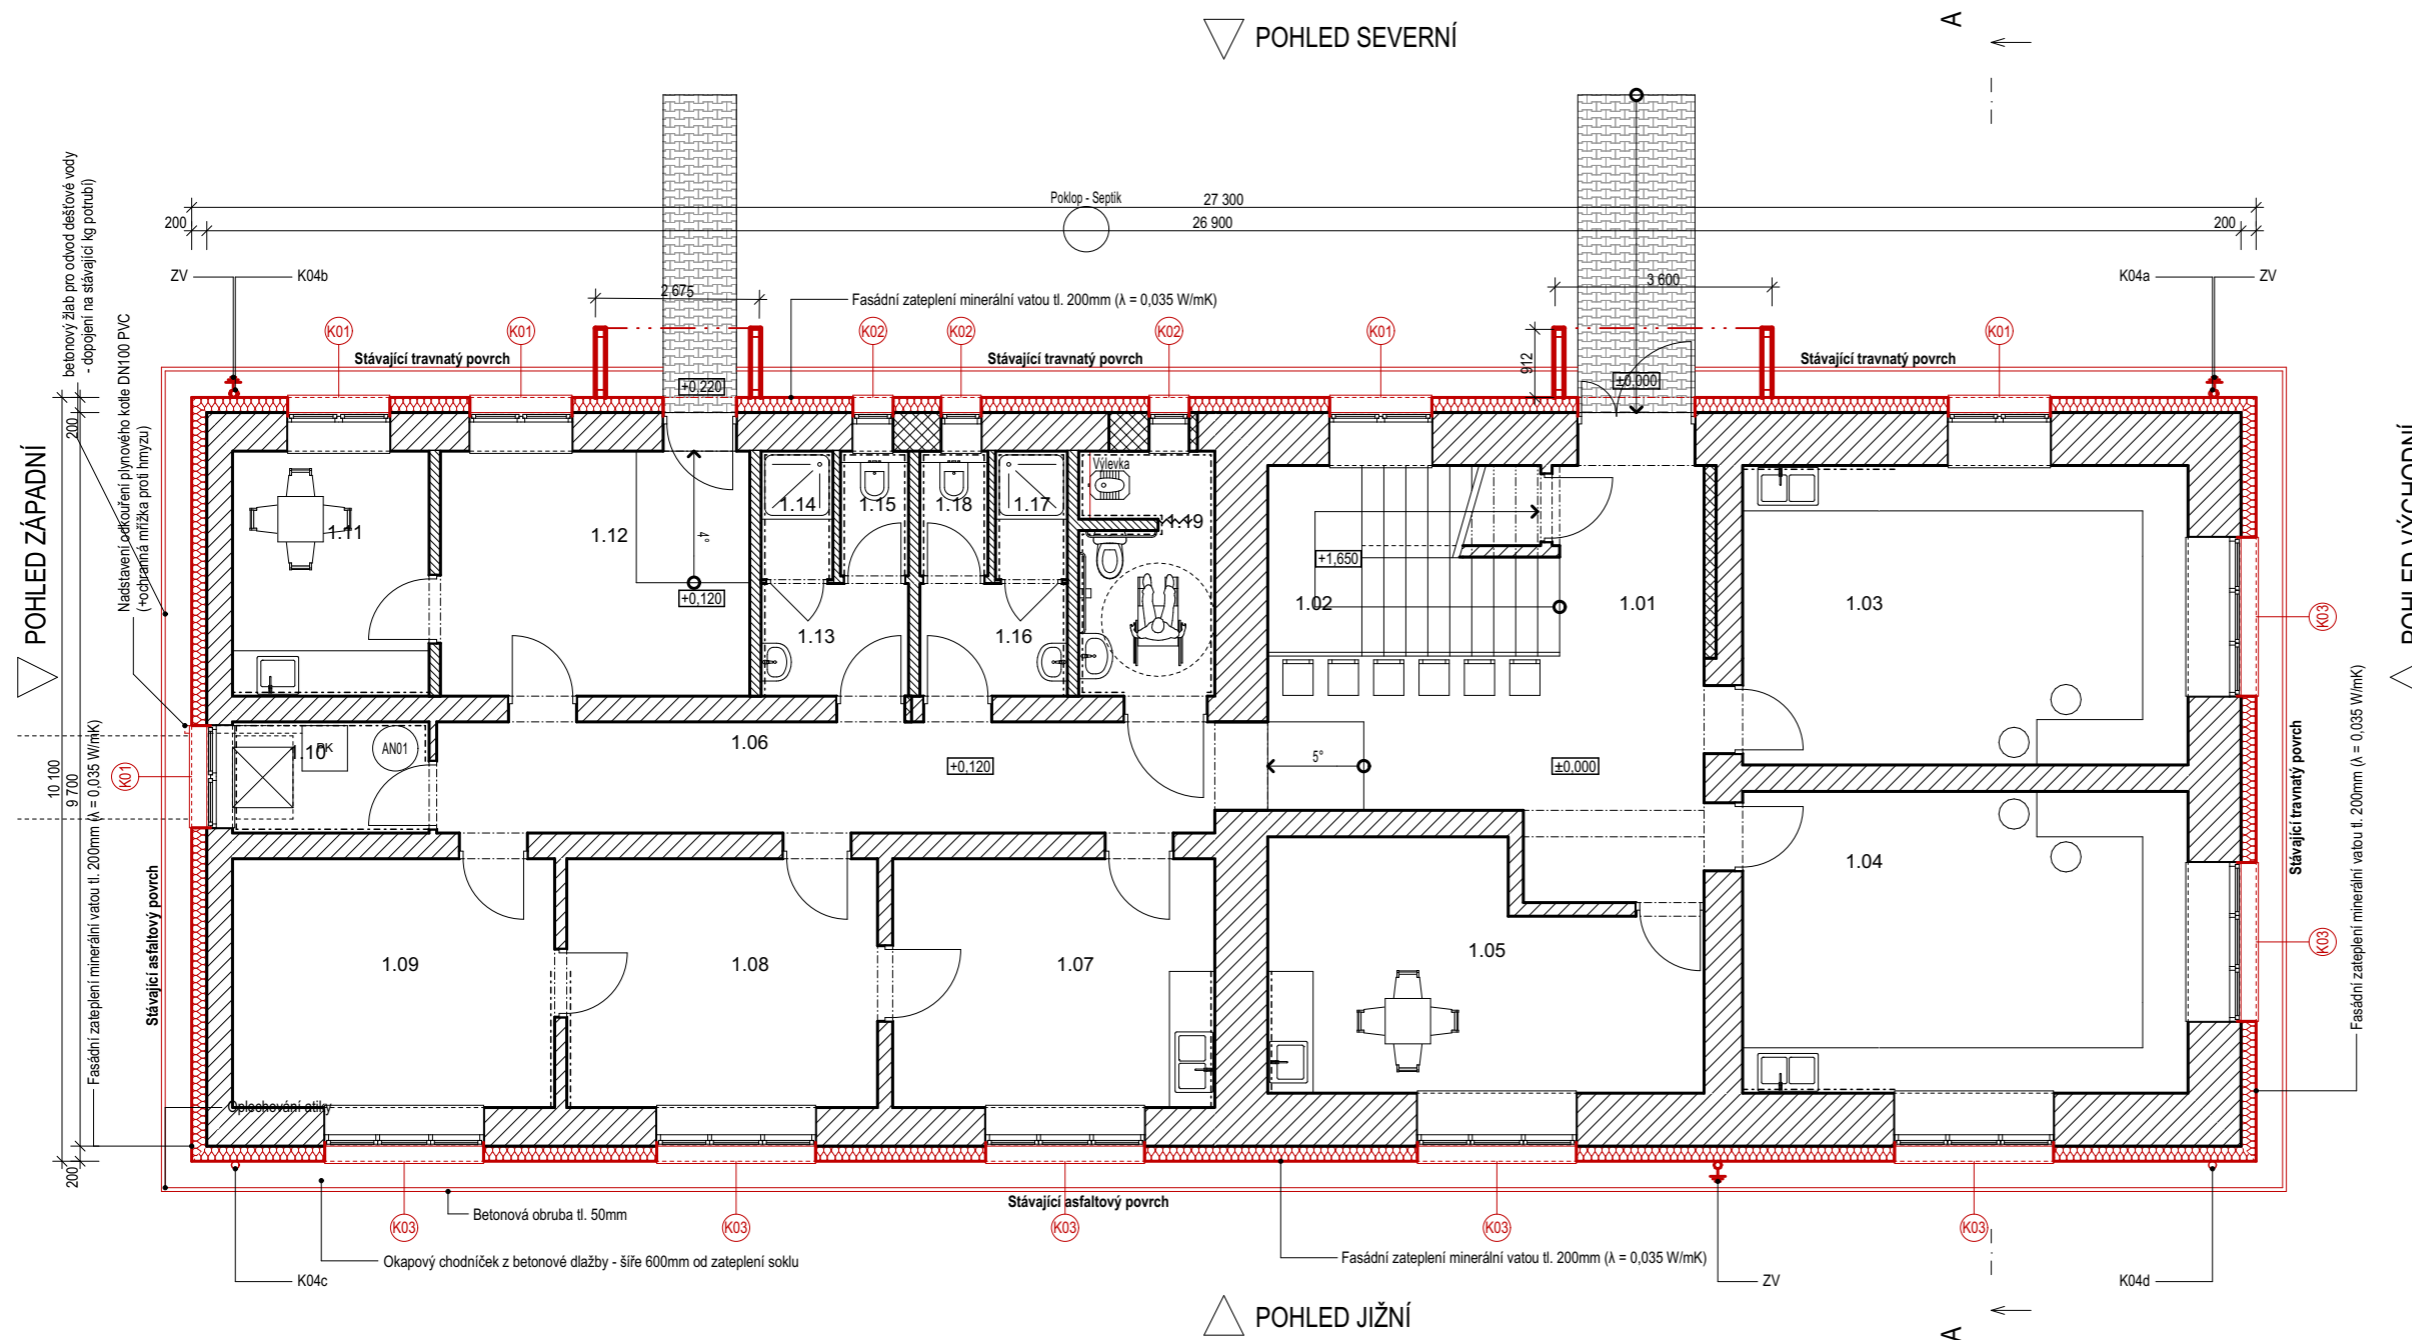 POHLED SEVERNÍ
A
Poklop - Septik
27 300
200
26 900
200
ZV
K04b
K04a
ZV
2 675
3 600
Fasádní zateplení minerální vatou tl. 200mm (λ = 0,035 W/mK)
K01
K01
K02
K02
K02
K01
K01
Stávající travnatý povrch
Stávající travnatý povrch
Stávající travnatý povrch
912
+0,220
±0,000
betonový žlab pro odvod dešťové vody
- dopojení na stávající kg potrubí)
Nadstavení odkouření plynového kotle DN100 PVC
(+ochranná mřížka proti hmyzu)
POHLED ZÁPADNÍ
POHLED VÝCHODNÍ
200
10 100
9 700
200
1.11
1.12
4°
+0,120
1.14
1.15
1.18
1.17
Výlevka
1.19
1.13
1.16
+1,650
1.02
1.01
1.03
K03
1.10
PK
AN01
1.06
+0,120
5°
±0,000
K01
Fasádní zateplení minerální vatou tl. 200mm (λ = 0,035 W/mK)
Stávající asfaltový povrch
Stávající travnatý povrch
Fasádní zateplení minerální vatou tl. 200mm (λ = 0,035 W/mK)
1.04
K03
1.09
1.08
1.07
1.05
Oplechování atiky
Stávající asfaltový povrch
Betonová obruba tl. 50mm
K03
K03
K03
K03
K03
Okapový chodníček z betonové dlažby - šíře 600mm od zateplení soklu
Fasádní zateplení minerální vatou tl. 200mm (λ = 0,035 W/mK)
K04c
ZV
K04d
POHLED JIŽNÍ
A